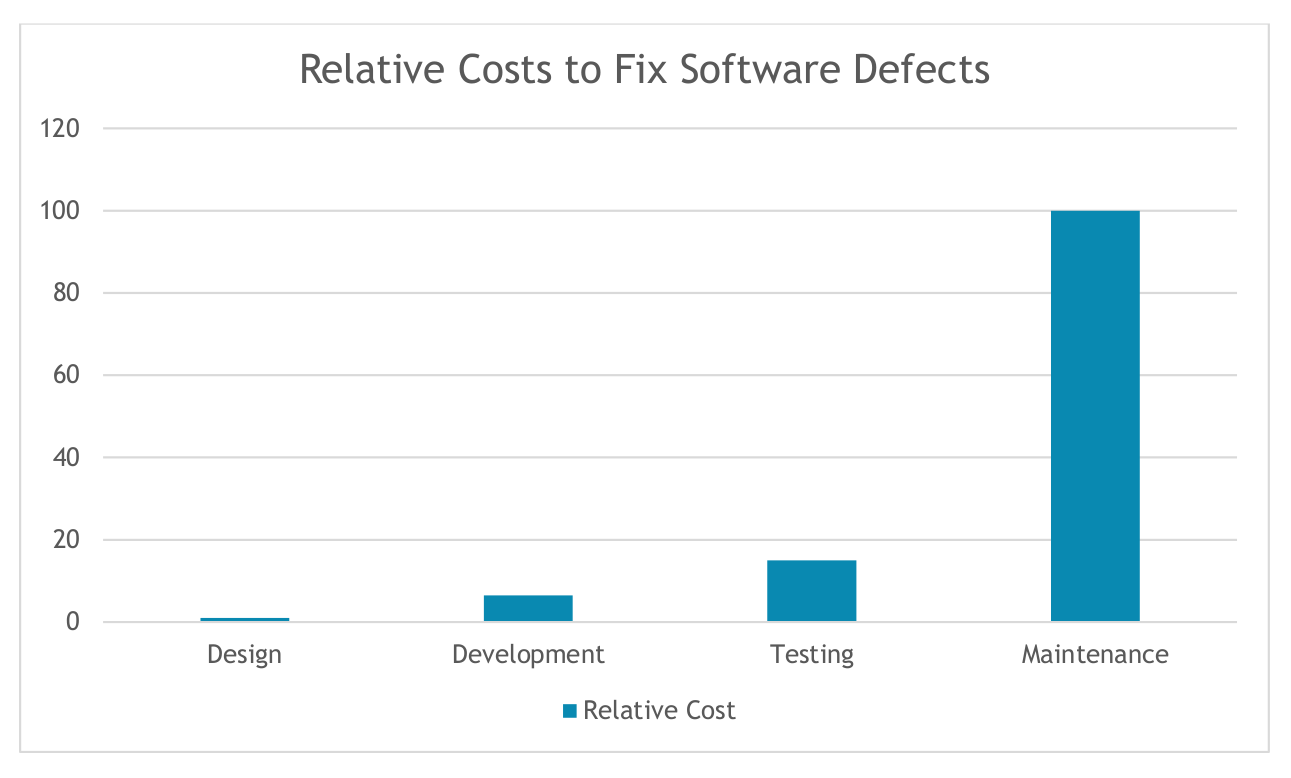 Relative Costs to Fix Software Defects
120
100
80
60
40
20
0
Design Development Testing Maintenance
Relative Cost